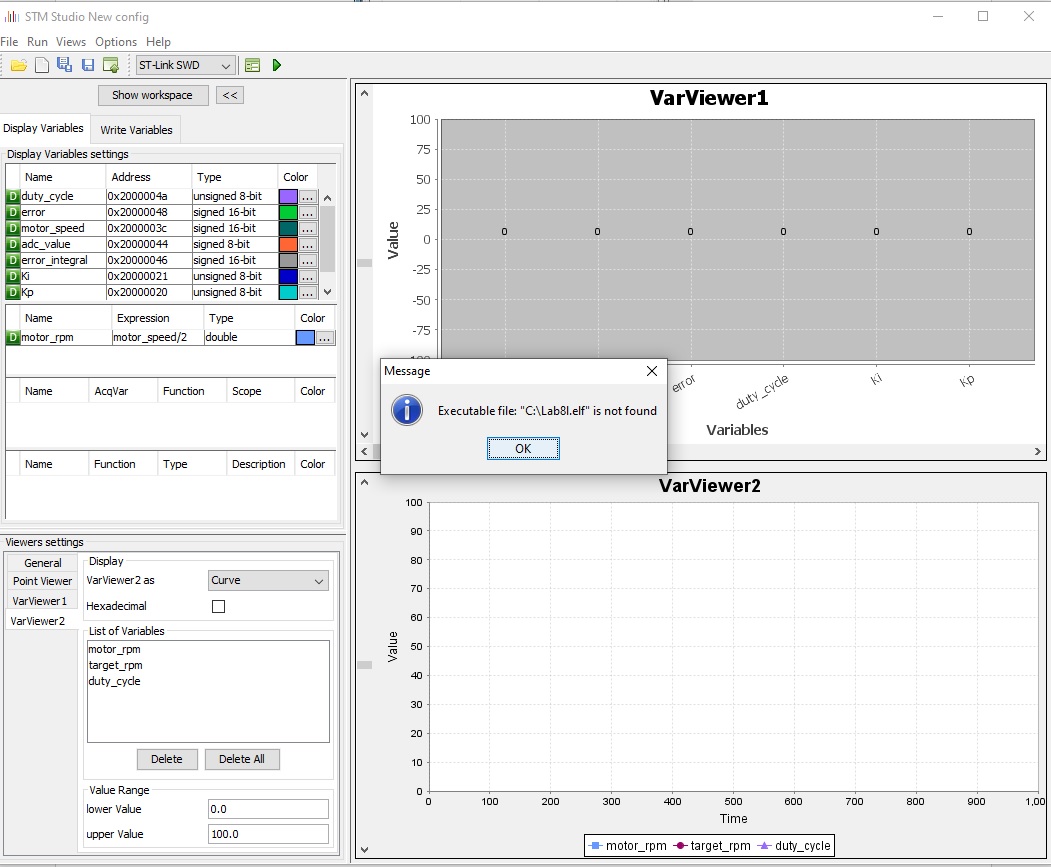 STM Studio New config
File Run Views Options Help
ST-Link SWD
Show workspace <<
Display Variables Write Variables
Display Variables settings
Name Address Type Color
D duty_cycle 0x2000004a unsigned 8-bit ...
D error 0x20000048 signed 16-bit ...
D motor_speed 0x2000003c signed 16-bit ...
D adc_value 0x20000044 signed 8-bit ...
D error_integral 0x20000046 signed 16-bit ...
D Ki 0x20000021 unsigned 8-bit ...
D Kp 0x20000020 unsigned 8-bit ...
Name Expression Type Color
D motor_rpm motor_speed/2 double ...
Name AcqVar Function Scope Color
Name Function Type Description Color
Viewers settings
General
Point Viewer
VarViewer1
VarViewer2
Display
VarViewer2 as Curve
Hexadecimal
List of Variables
motor_rpm
target_rpm
duty_cycle
Delete Delete All
Value Range
lower Value 0.0
upper Value 100.0
VarViewer1
100
75
50
25
0
-25
-50
-75
Value
0 0 0 0 0 0
error duty_cycle Ki Kp
Variables
Message
Executable file: "C:\Lab8I.elf" is not found
OK
VarViewer2
100
90
80
70
60
50
40
30
20
10
0
Value
0 100 200 300 400 500 600 700 800 900 1,00
Time
motor_rpm target_rpm duty_cycle